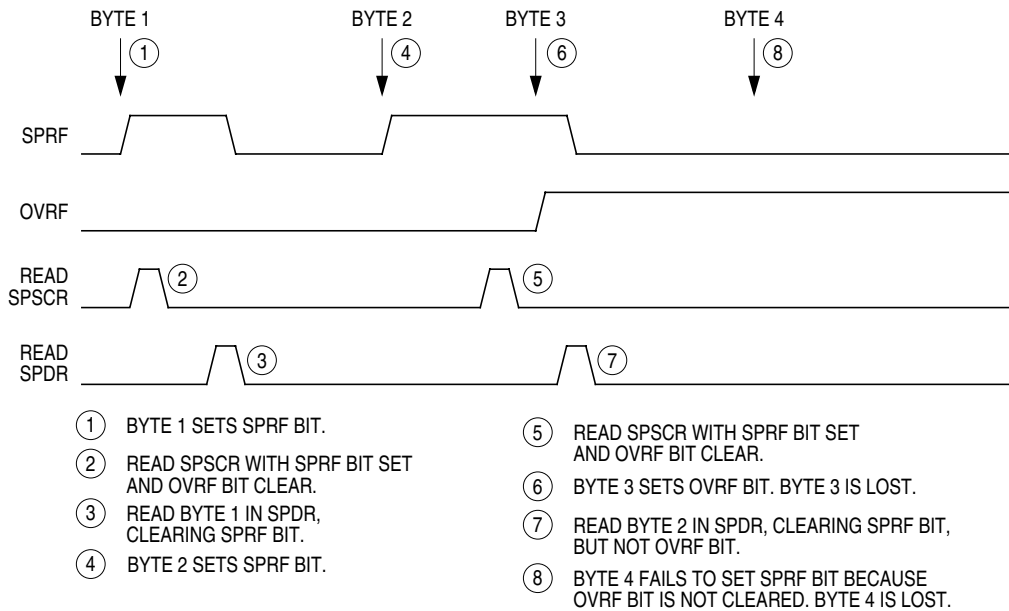 BYTE 1 BYTE 2 BYTE 3 BYTE 4
1 4 6 8
SPRF
OVRF
READ
SPSCR
2 5
READ
SPDR
3 7
1 BYTE 1 SETS SPRF BIT.
2 READ SPSCR WITH SPRF BIT SET
AND OVRF BIT CLEAR.
3 READ BYTE 1 IN SPDR,
CLEARING SPRF BIT.
4 BYTE 2 SETS SPRF BIT.
5 READ SPSCR WITH SPRF BIT SET
AND OVRF BIT CLEAR.
6 BYTE 3 SETS OVRF BIT. BYTE 3 IS LOST.
7 READ BYTE 2 IN SPDR, CLEARING SPRF BIT,
BUT NOT OVRF BIT.
8 BYTE 4 FAILS TO SET SPRF BIT BECAUSE
OVRF BIT IS NOT CLEARED. BYTE 4 IS LOST.